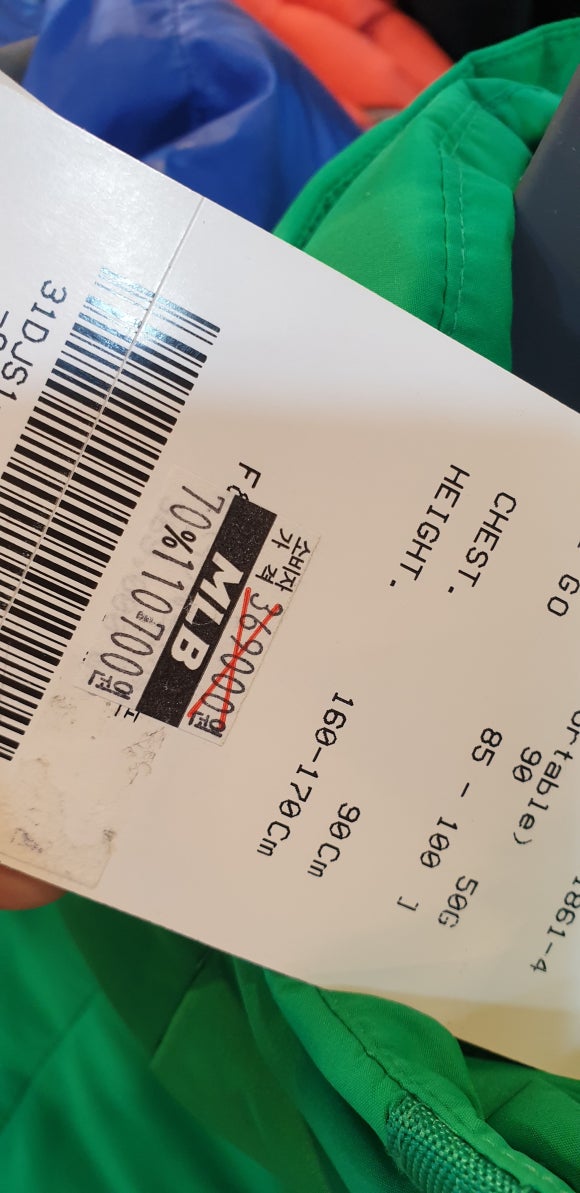 1861-4
ortable)
90 50G
GO 85 - 100 ]
CHEST. 90Cm
HEIGHT. 160-170Cm
소비자
가 격 369000원
MLB
70% 110700원
31DJS1